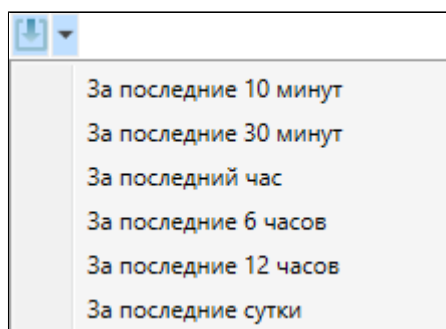 За последние 10 минут
За последние 30 минут
За последний час
За последние 6 часов
За последние 12 часов
За последние сутки